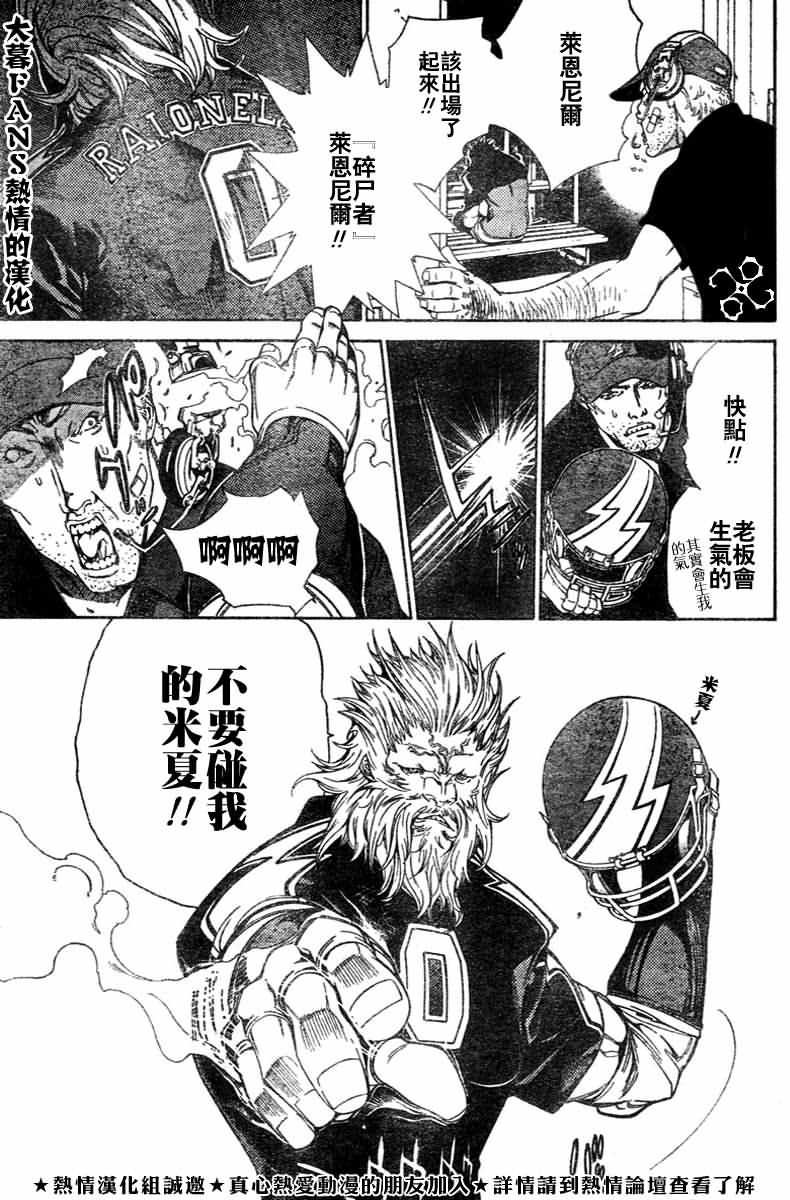 大暮FANS熱情的漢化
萊恩尼爾
該出場了
起來!!
『碎尸者』
萊恩尼爾!!
RAIONEL
0
快點!!
老板會
生氣的
其實會生我
的氣
啊啊啊
米夏
不要碰我
的米夏!!
0
★熱情漢化組誠邀★真心熱愛動漫的朋友加入★詳情請到熱情論壇查看了解